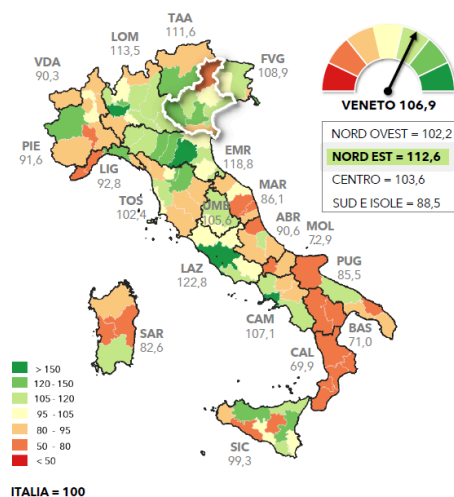 TAA
111,6
LOM
113,5
FVG
108,9
VDA
90,3
VENETO 106,9
NORD OVEST = 102,2
NORD EST = 112,6
CENTRO = 103,6
SUD E ISOLE = 88,5
PIE
91,6
LIG
92,8
EMR
118,8
TOS
102,4
UMB
105,6
MAR
86,1
ABR
90,6
MOL
72,9
LAZ
122,8
PUG
85,5
CAM
107,1
BAS
71,0
SAR
82,6
CAL
69,9
SIC
99,3
> 150
120 - 150
105 - 120
95 - 105
80 - 95
50 - 80
< 50
ITALIA = 100